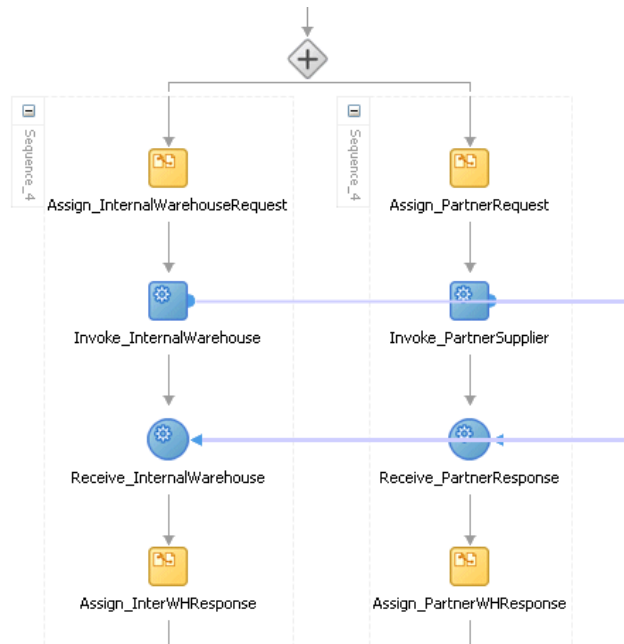 Sequence_4
Assign_InternalWarehouseRequest
Invoke_InternalWarehouse
Receive_InternalWarehouse
Assign_InterWHResponse
Sequence_4
Assign_PartnerRequest
Invoke_PartnerSupplier
Receive_PartnerResponse
Assign_PartnerWHResponse